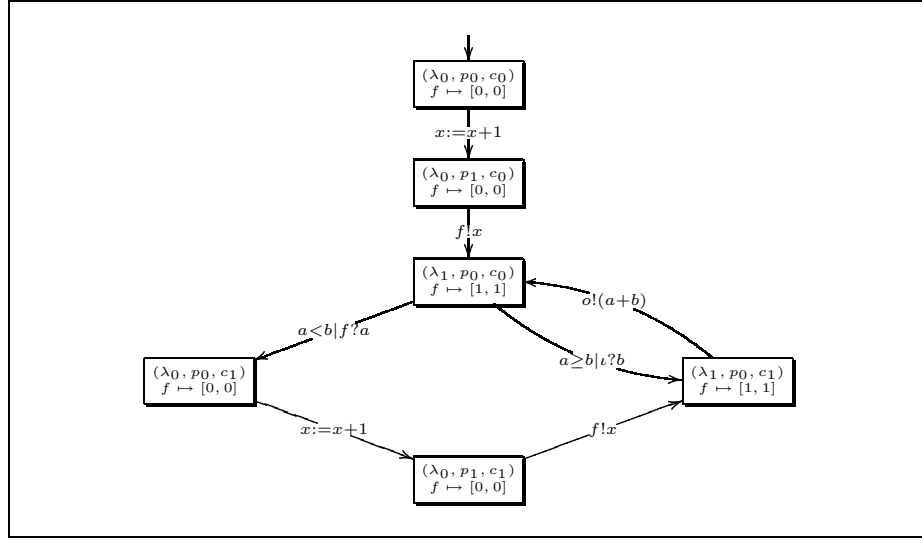 (λ₀, p₀, c₀)
f ↦ [0, 0]
x:=x+1
(λ₀, p₁, c₀)
f ↦ [0, 0]
f!x
(λ₁, p₀, c₀)
f ↦ [1, 1]
o!(a+b)
a<b|f?a
a≥b|ι?b
(λ₀, p₀, c₁)
f ↦ [0, 0]
(λ₁, p₀, c₁)
f ↦ [1, 1]
x:=x+1
f!x
(λ₀, p₁, c₁)
f ↦ [0, 0]